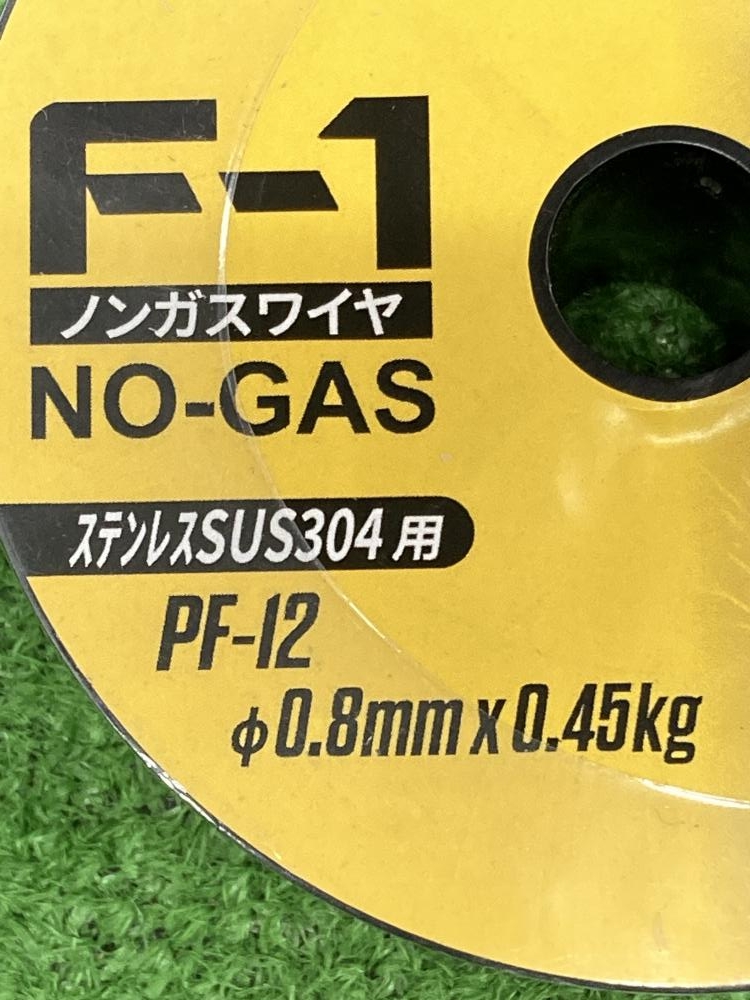 F-1
ノンガスワイヤ
NO-GAS
ステンレスSUS304用
PF-12
φ0.8mm x 0.45kg